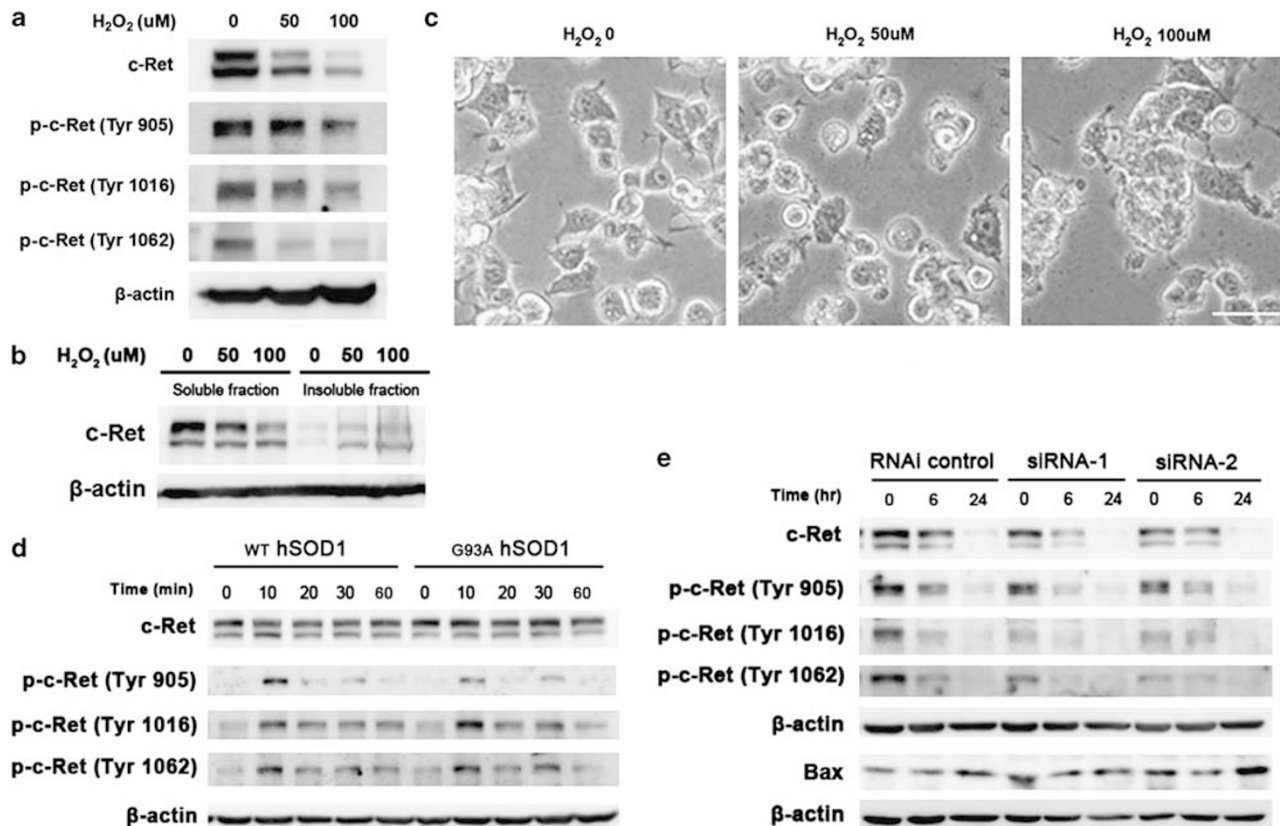 a
H₂O₂ (uM) 0 50 100
c-Ret
p-c-Ret (Tyr 905)
p-c-Ret (Tyr 1016)
p-c-Ret (Tyr 1062)
β-actin
b
H₂O₂ (uM) 0 50 100 0 50 100
Soluble fraction Insoluble fraction
c-Ret
β-actin
c
H₂O₂ 0 H₂O₂ 50uM H₂O₂ 100uM
d
WT hSOD1 G93A hSOD1
Time (min) 0 10 20 30 60 0 10 20 30 60
c-Ret
p-c-Ret (Tyr 905)
p-c-Ret (Tyr 1016)
p-c-Ret (Tyr 1062)
β-actin
e
RNAi control siRNA-1 siRNA-2
Time (hr) 0 6 24 0 6 24 0 6 24
c-Ret
p-c-Ret (Tyr 905)
p-c-Ret (Tyr 1016)
p-c-Ret (Tyr 1062)
β-actin
Bax
β-actin